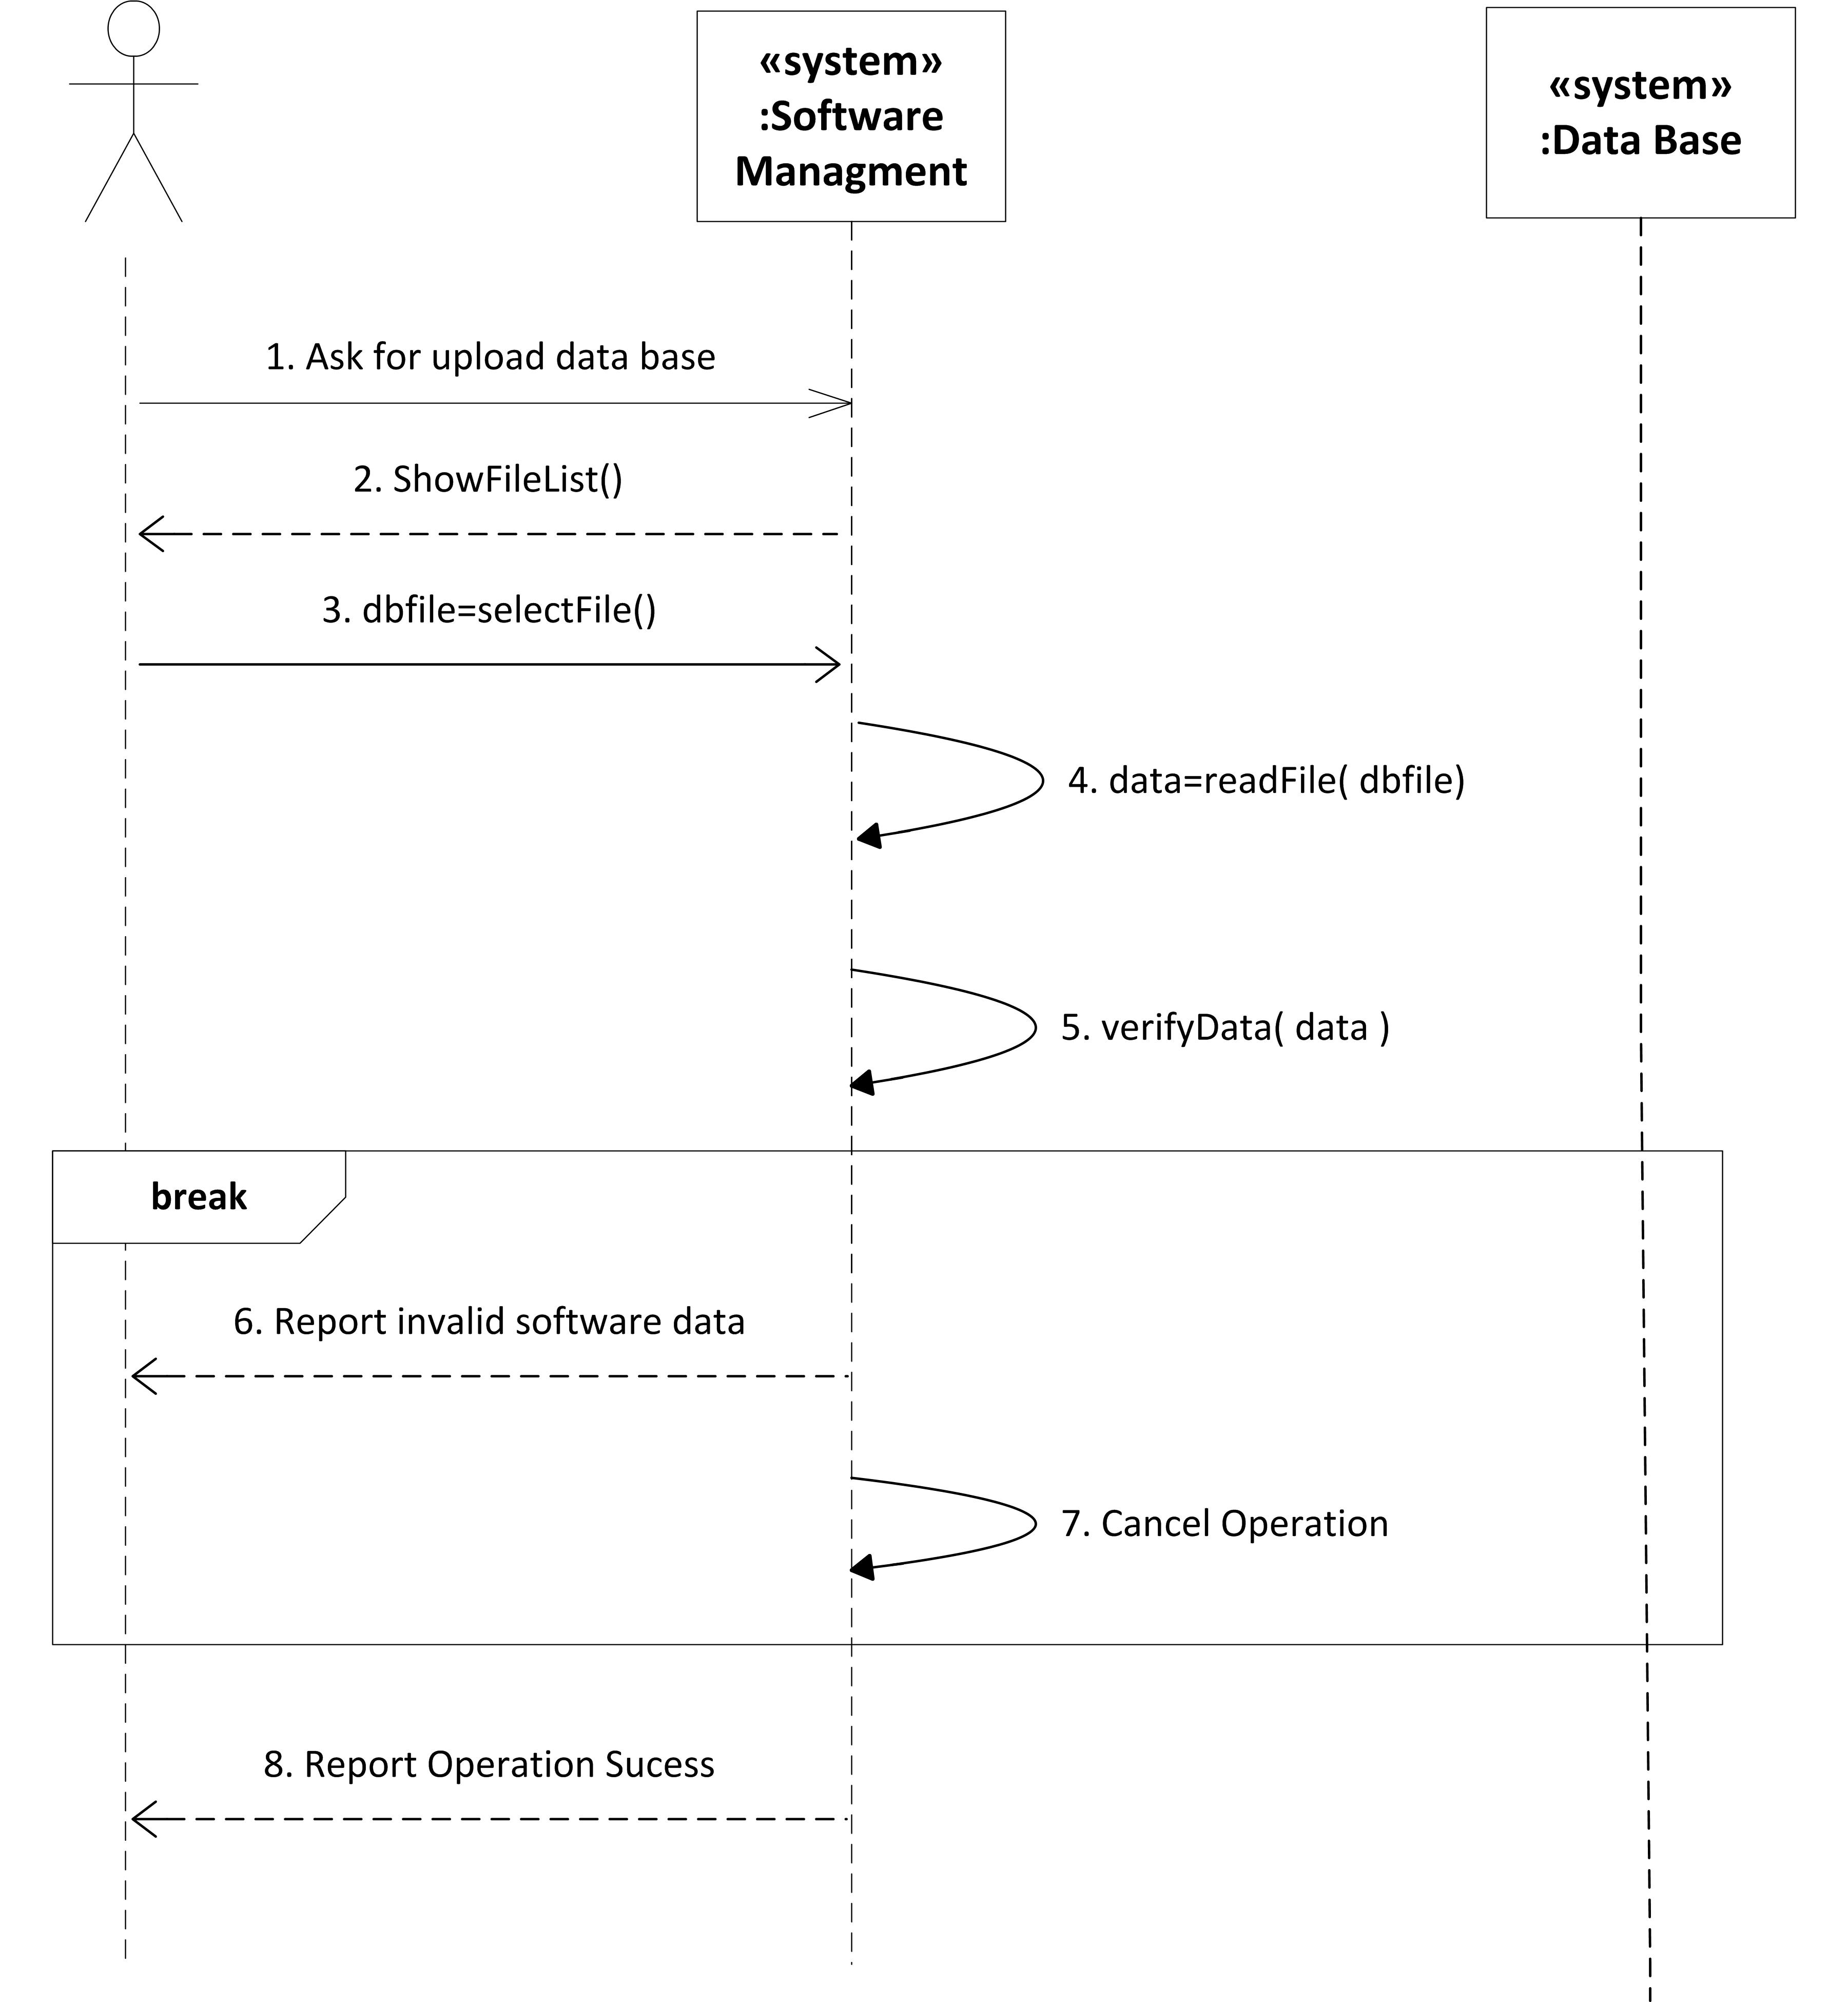 «system»
:Software
Managment
«system»
:Data Base
1. Ask for upload data base
2. ShowFileList()
3. dbfile=selectFile()
4. data=readFile( dbfile)
5. verifyData( data )
break
6. Report invalid software data
7. Cancel Operation
8. Report Operation Sucess